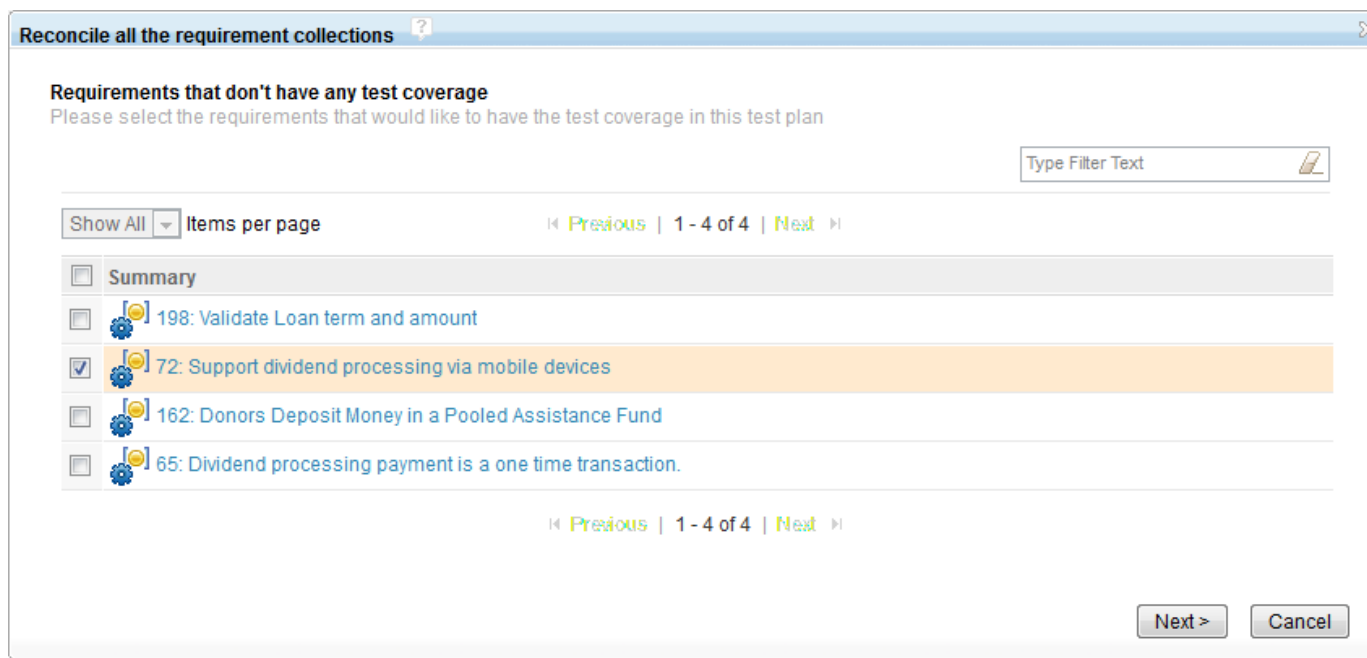 Reconcile all the requirement collections ?
Requirements that don't have any test coverage
Please select the requirements that would like to have the test coverage in this test plan
Type Filter Text
Show All Items per page Previous | 1 - 4 of 4 | Next
Summary
198: Validate Loan term and amount
72: Support dividend processing via mobile devices
162: Donors Deposit Money in a Pooled Assistance Fund
65: Dividend processing payment is a one time transaction.
Previous | 1 - 4 of 4 | Next
Next > Cancel